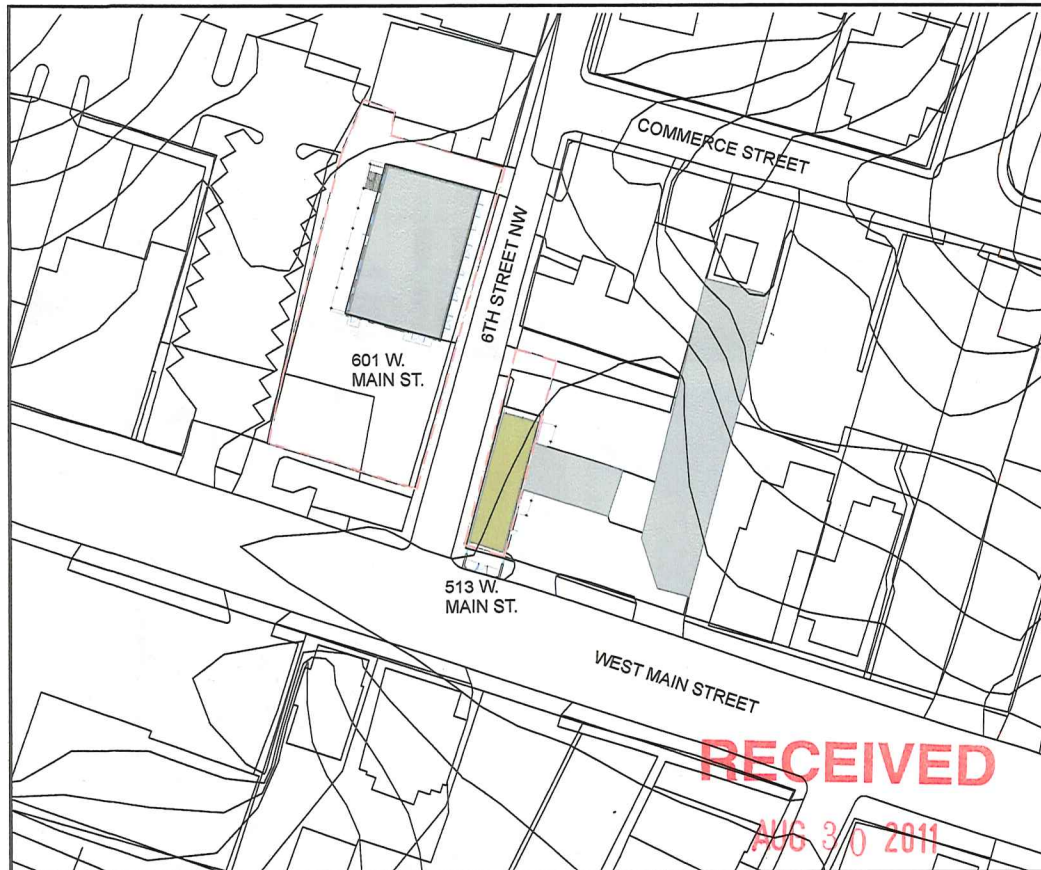 COMMERCE STREET
6TH STREET NW
601 W.
MAIN ST.
513 W.
MAIN ST.
WEST MAIN STREET
RECEIVED
AUG 30 2011